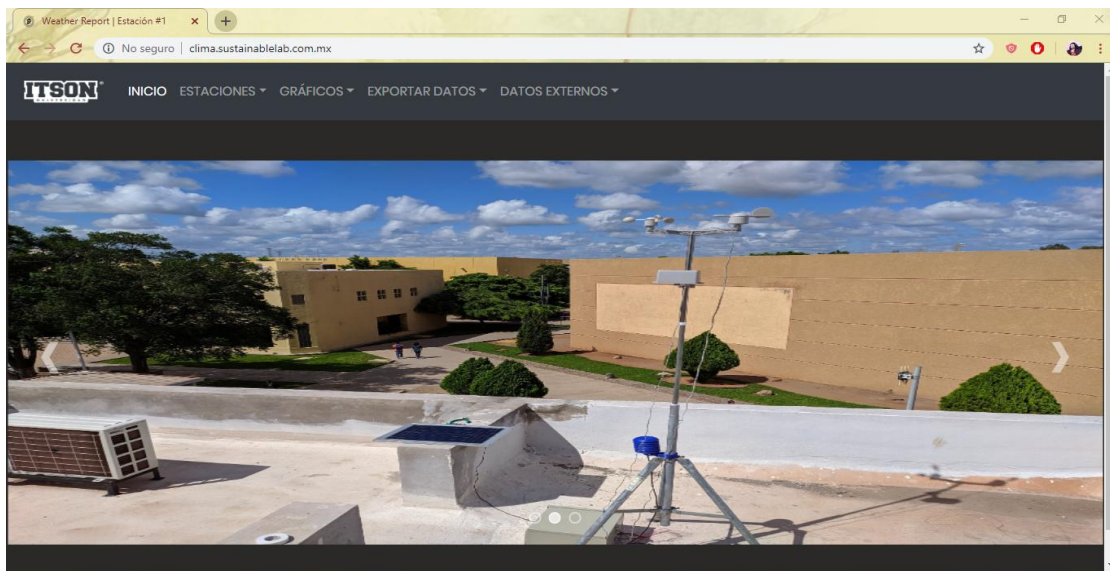 Weather Report | Estación #1
No seguro | clima.sustainablelab.com.mx
ITSON INICIO ESTACIONES GRÁFICOS EXPORTAR DATOS DATOS EXTERNOS